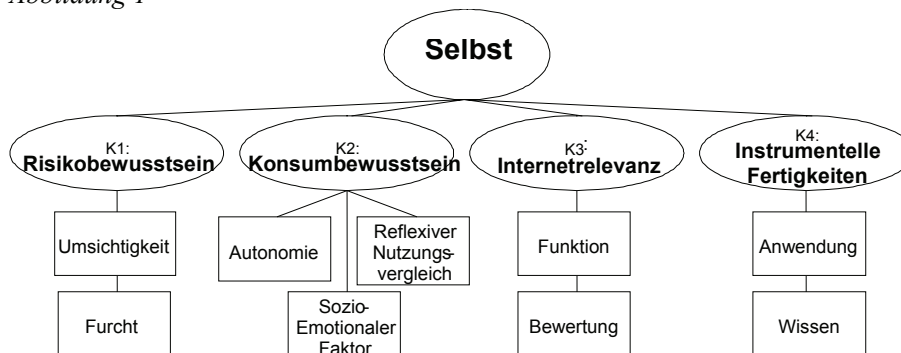 Abbildung 1
Selbst
K1:
Risikobewusstsein
K2:
Konsumbewusstsein
K3:
Internetrelevanz
K4:
Instrumentelle
Fertigkeiten
Umsichtigkeit
Furcht
Autonomie
Reflexiver
Nutzungs-
vergleich
Sozio-
Emotionaler
Faktor
Funktion
Bewertung
Anwendung
Wissen